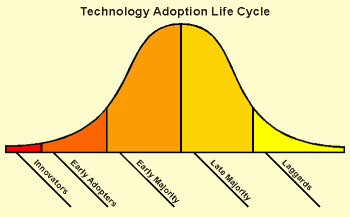 Technology Adoption Life Cycle
Innovators
Early Adopters
Early Majority
Late Majority
Laggards